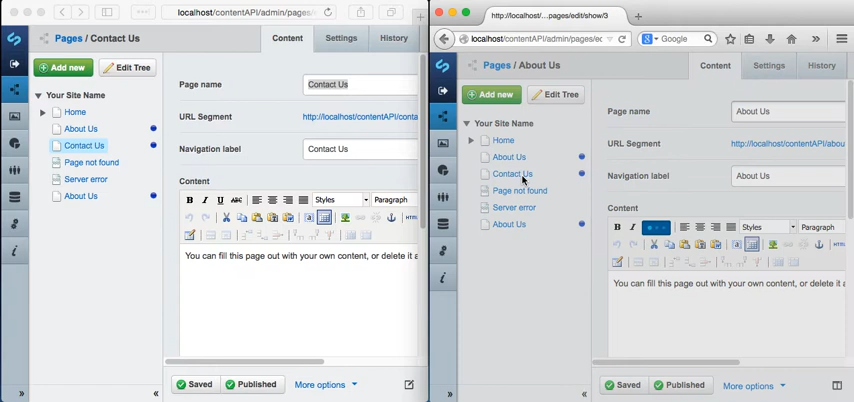 localhost/contentAPI/admin/pages/
Pages / Contact Us
Content
Settings
History
Add new
Edit Tree
Your Site Name
Home
About Us
Contact Us
Page not found
Server error
About Us
Page name
Contact Us
URL Segment
http://localhost/contentAPI/conta
Navigation label
Contact Us
Content
B I U ABC
Styles
Paragraph
HTML
You can fill this page out with your own content, or delete it a
Saved
Published
More options
http://localhost/...pages/edit/show/3
localhost/contentAPI/admin/pages/ec
Google
Pages / About Us
Content
Settings
History
Add new
Edit Tree
Your Site Name
Home
About Us
Contact Us
Page not found
Server error
About Us
Page name
About Us
URL Segment
http://localhost/contentAPI/abou
Navigation label
About Us
Content
B I
Styles
Paragraph
HTM
You can fill this page out with your own content, or delete it a
Saved
Published
More options